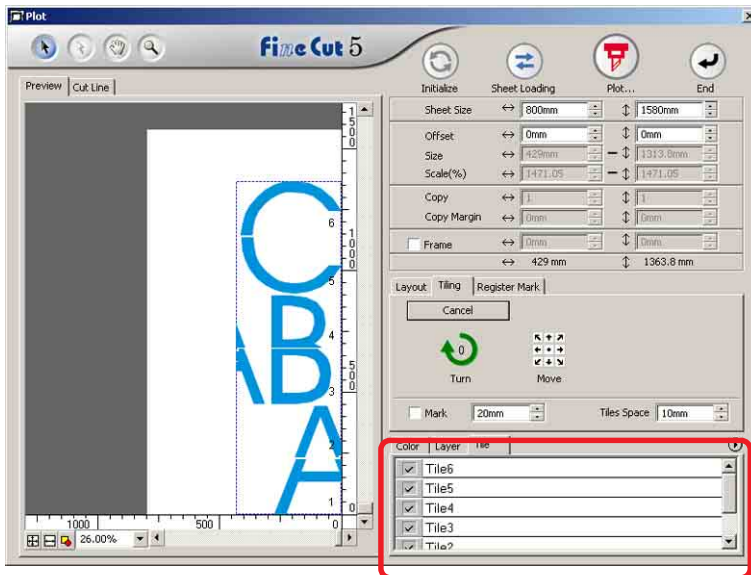 Plot
Fine Cut 5
Initialize
Sheet Loading
Plot...
End
Preview
Cut Line
Sheet Size
800mm
1580mm
Offset
0mm
0mm
Size
429mm
1313.8mm
Scale(%)
1471.05
1471.05
Copy
1
1
Copy Margin
0mm
0mm
Frame
0mm
0mm
429 mm
1363.8 mm
Layout
Tiling
Register Mark
Cancel
0
Turn
Move
Mark
20mm
Tiles Space
10mm
Color
Layer
Tile
Tile6
Tile5
Tile4
Tile3
Tile2
1500
1000
500
0
C
B
AB
A
6
5
4
3
2
1
1000
500
0
26.00%